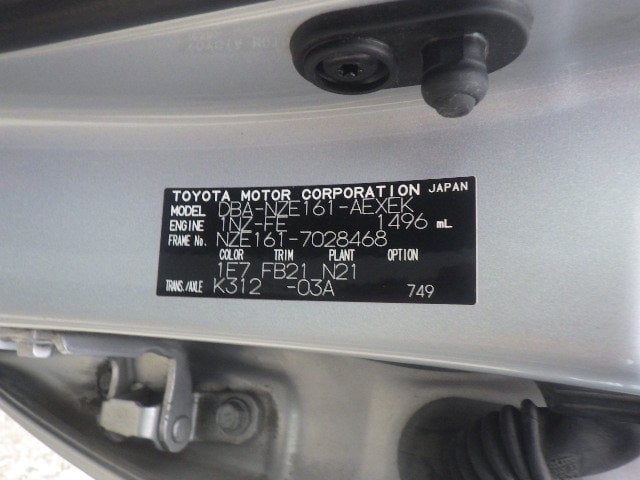 TOYOTA MOTOR CORPORATION JAPAN
MODEL DBA-NZE161-AEXEK
ENGINE 1NZ-FE 1496 mL
FRAME No. NZE161-7028468
COLOR TRIM PLANT OPTION
1E7 FB21 N21
TRANS./AXLE K312 -03A 749